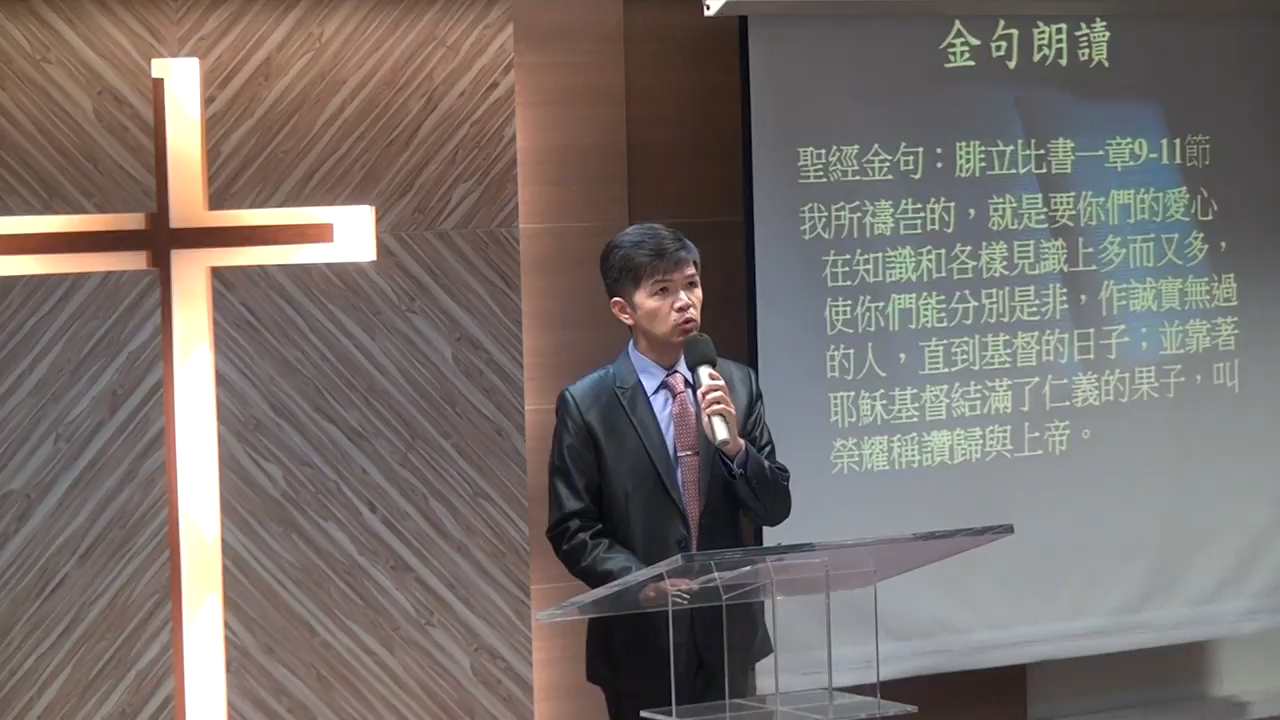 金句朗讀
聖經金句：腓立比書一章9-11節
我所禱告的，就是要你們的愛心
在知識和各樣見識上多而又多，
使你們能分別是非，作誠實無過
的人，直到基督的日子；並靠著
耶穌基督結滿了仁義的果子，叫
榮耀稱讚歸與上帝。